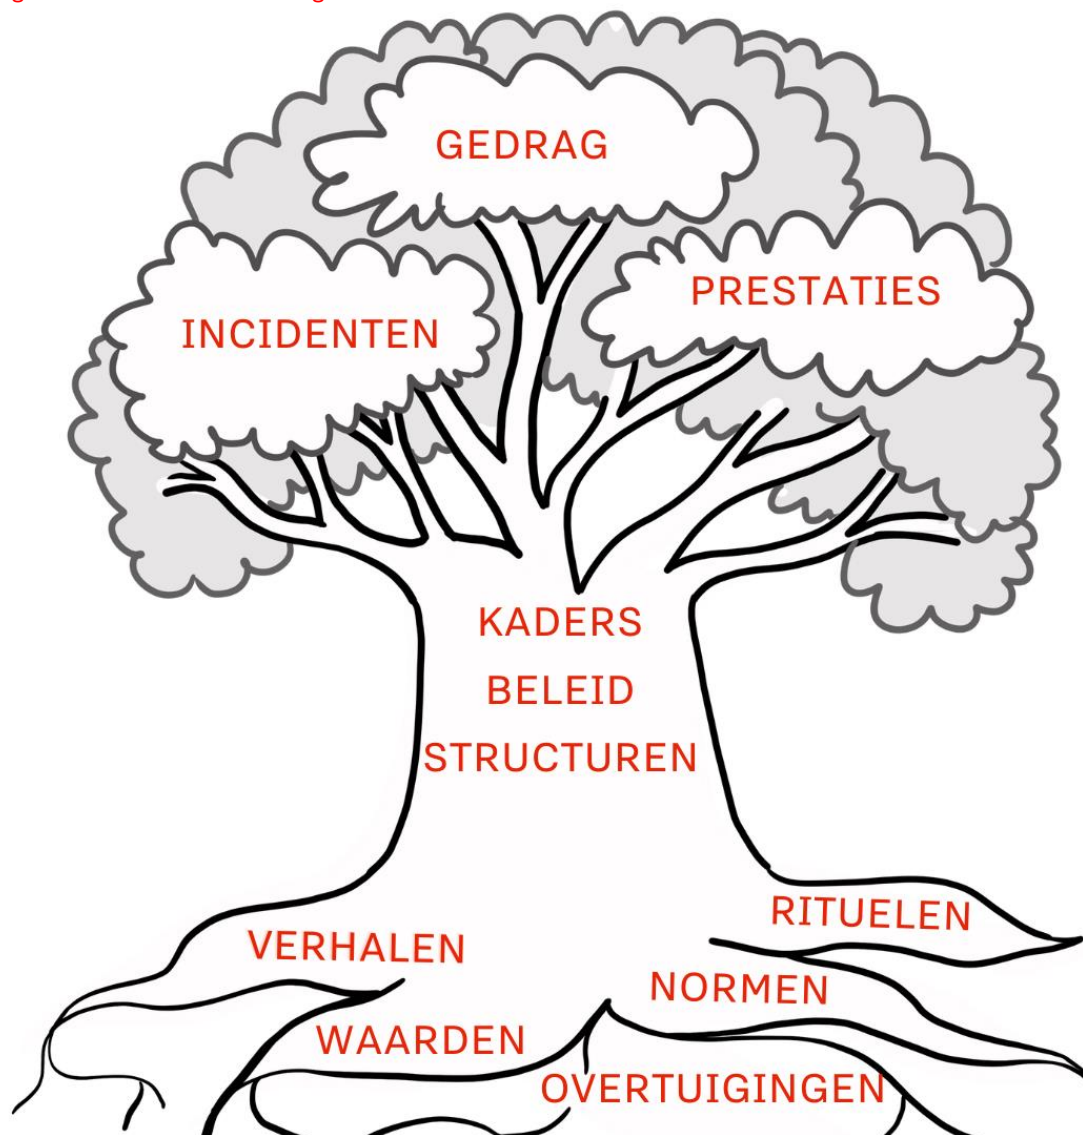 GEDRAG
PRESTATIES
INCIDENTEN
KADERS
BELEID
STRUCTUREN
RITUELEN
VERHALEN
NORMEN
WAARDEN
OVERTUIGINGEN